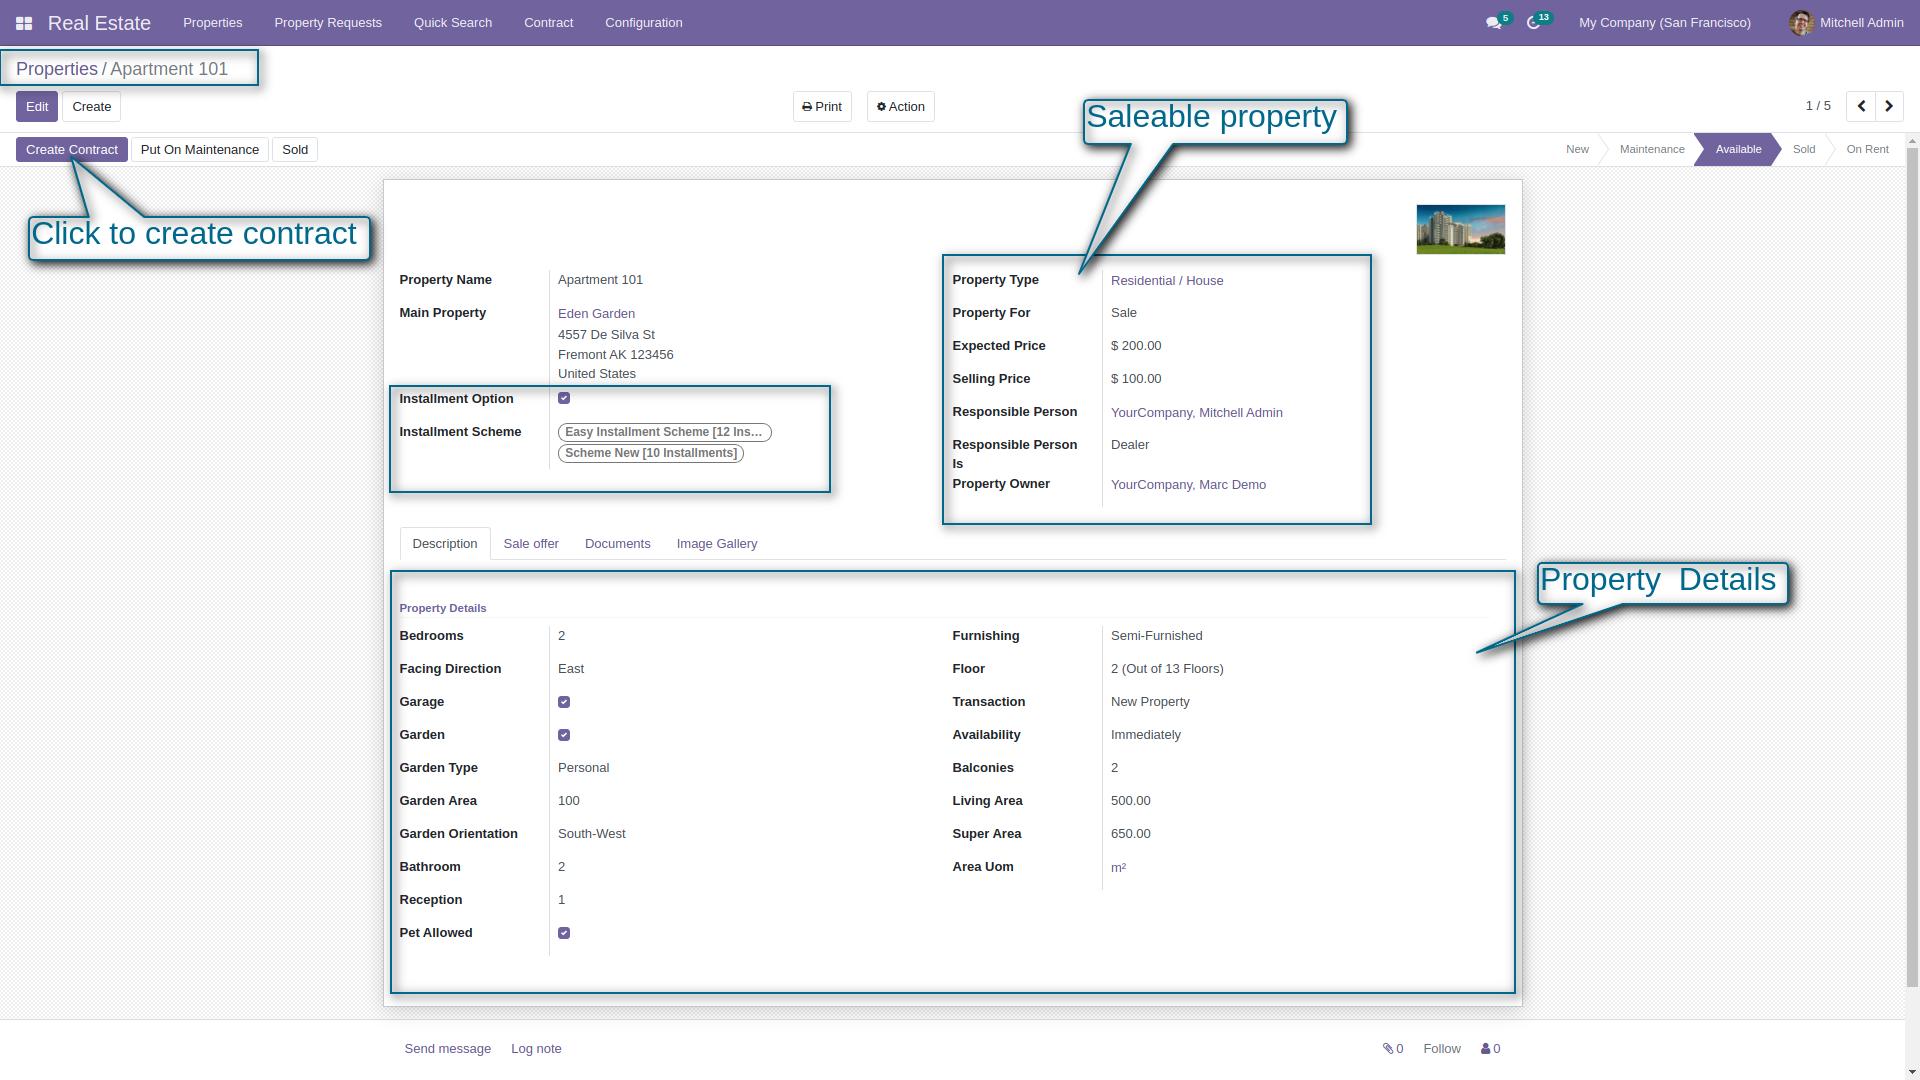 Real Estate Properties Property Requests Quick Search Contract Configuration 5 13 My Company (San Francisco) Mitchell Admin
Properties / Apartment 101
Edit Create Print Action 1 / 5
Saleable property
Create Contract Put On Maintenance Sold New Maintenance Available Sold On Rent
Click to create contract
Property Name Apartment 101
Main Property Eden Garden
4557 De Silva St
Fremont AK 123456
United States
Installment Option
Installment Scheme Easy Installment Scheme [12 Ins...
Scheme New [10 Installments]
Property Type Residential / House
Property For Sale
Expected Price $ 200.00
Selling Price $ 100.00
Responsible Person YourCompany, Mitchell Admin
Responsible Person Dealer
Is
Property Owner YourCompany, Marc Demo
Description Sale offer Documents Image Gallery
Property Details
Property Details
Bedrooms 2
Facing Direction East
Garage
Garden
Garden Type Personal
Garden Area 100
Garden Orientation South-West
Bathroom 2
Reception 1
Pet Allowed
Furnishing Semi-Furnished
Floor 2 (Out of 13 Floors)
Transaction New Property
Availability Immediately
Balconies 2
Living Area 500.00
Super Area 650.00
Area Uom m²
Send message Log note 0 Follow 0